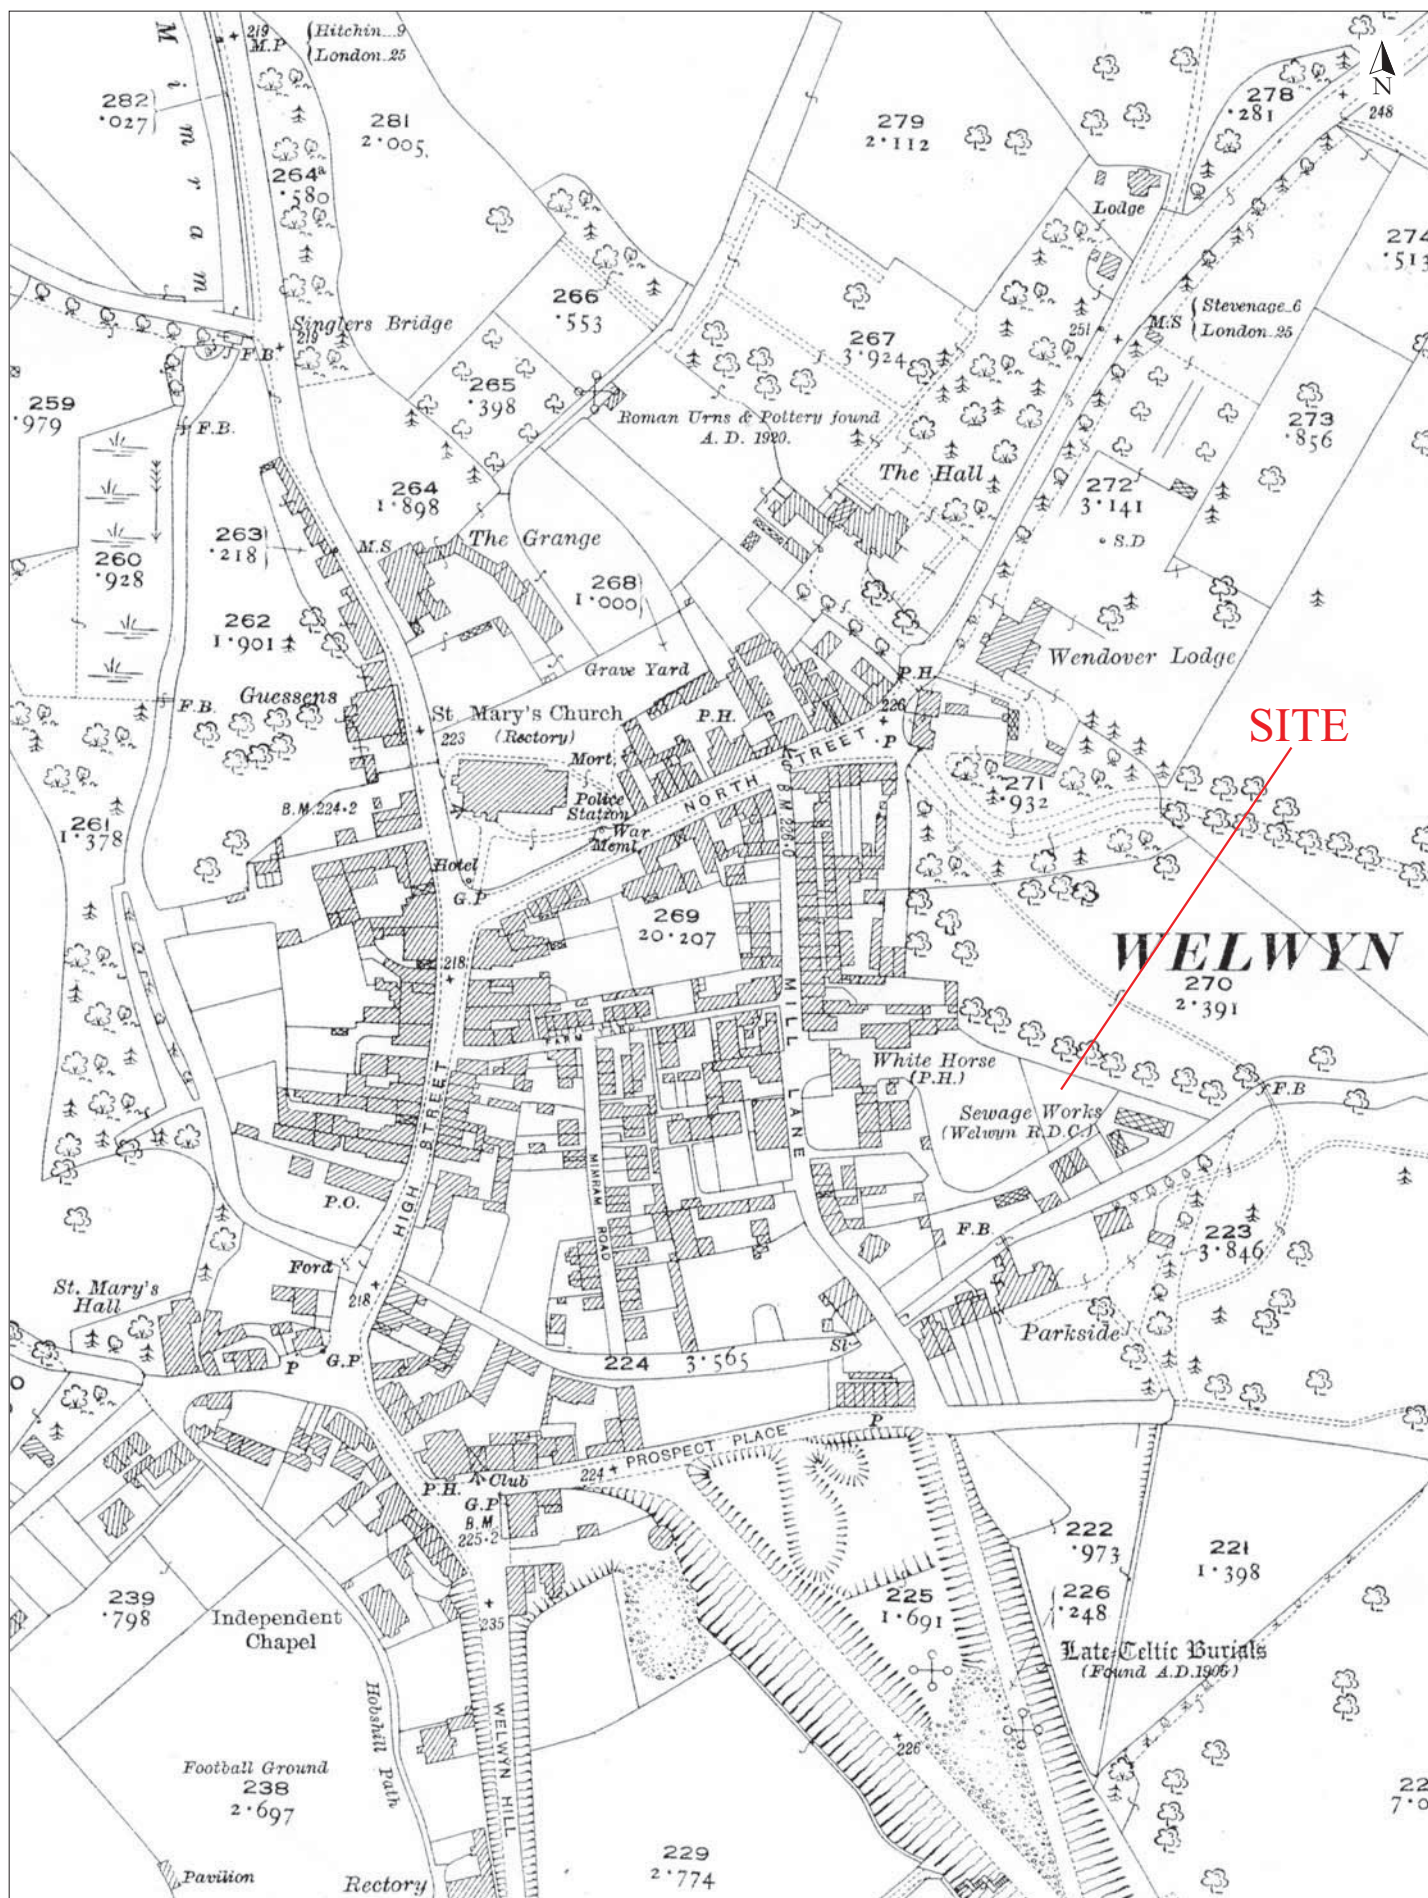 219
M.P
{Hitchin..9
London.25
N
278
·281
248
282
·027}
Mimram
281
2·005.
279
2·112
264ª
·580
Lodge
274
Singlers Bridge
219
F.B
266
·553
267
3·924
251
M.S
{Stevenage..6
London..25
259
·979
F.B.
265
·398
Roman Urns & Pottery found
A. D. 1920.
273
·856
The Hall
264
1·898
272
3·141
S.D
263
·218}
M.S
The Grange
260
·928
268
1·000}
262
1·901
Wendover Lodge
Grave Yard
P.H.
Guessens
F.B.
St. Mary's Church
(Rectory)
223
P.H.
226
P
SITE
Mort.
NORTH STREET
271
·932
Police
Station
War
Meml.
B.M.224·2
B.M.226·0
261
1·378
Hotel
G.P
269
20·207
WELWYN
218
270
2·391
MILL LANE
FARM YARD
White Horse
(P.H.)
F.B
Sewage Works
(Welwyn R.D.C.)
HIGH STREET
MIMRAM ROAD
P.O.
F.B.
223
3·846
Ford
St. Mary's
Hall
218
Parkside
Sl
P
G.P
224
3·565
P
PROSPECT PLACE
224
Club
P.H.
G.P
B.M
225·2
222
·973
221
1·398
239
·798
225
1·691
226
·248
235
Independent
Chapel
Late-Celtic Burials
(Found A.D.1905)
Hobshill Path
WELWYN HILL
226
Football Ground
238
2·697
229
2·774
Pavilion
Rectory